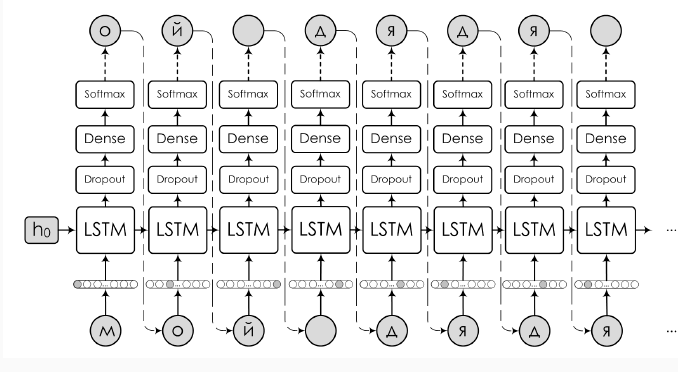 о й д я д я
Softmax Softmax Softmax Softmax Softmax Softmax Softmax Softmax
Dense Dense Dense Dense Dense Dense Dense Dense
Dropout Dropout Dropout Dropout Dropout Dropout Dropout Dropout
h₀ LSTM LSTM LSTM LSTM LSTM LSTM LSTM LSTM ...
м о й д я д я ...